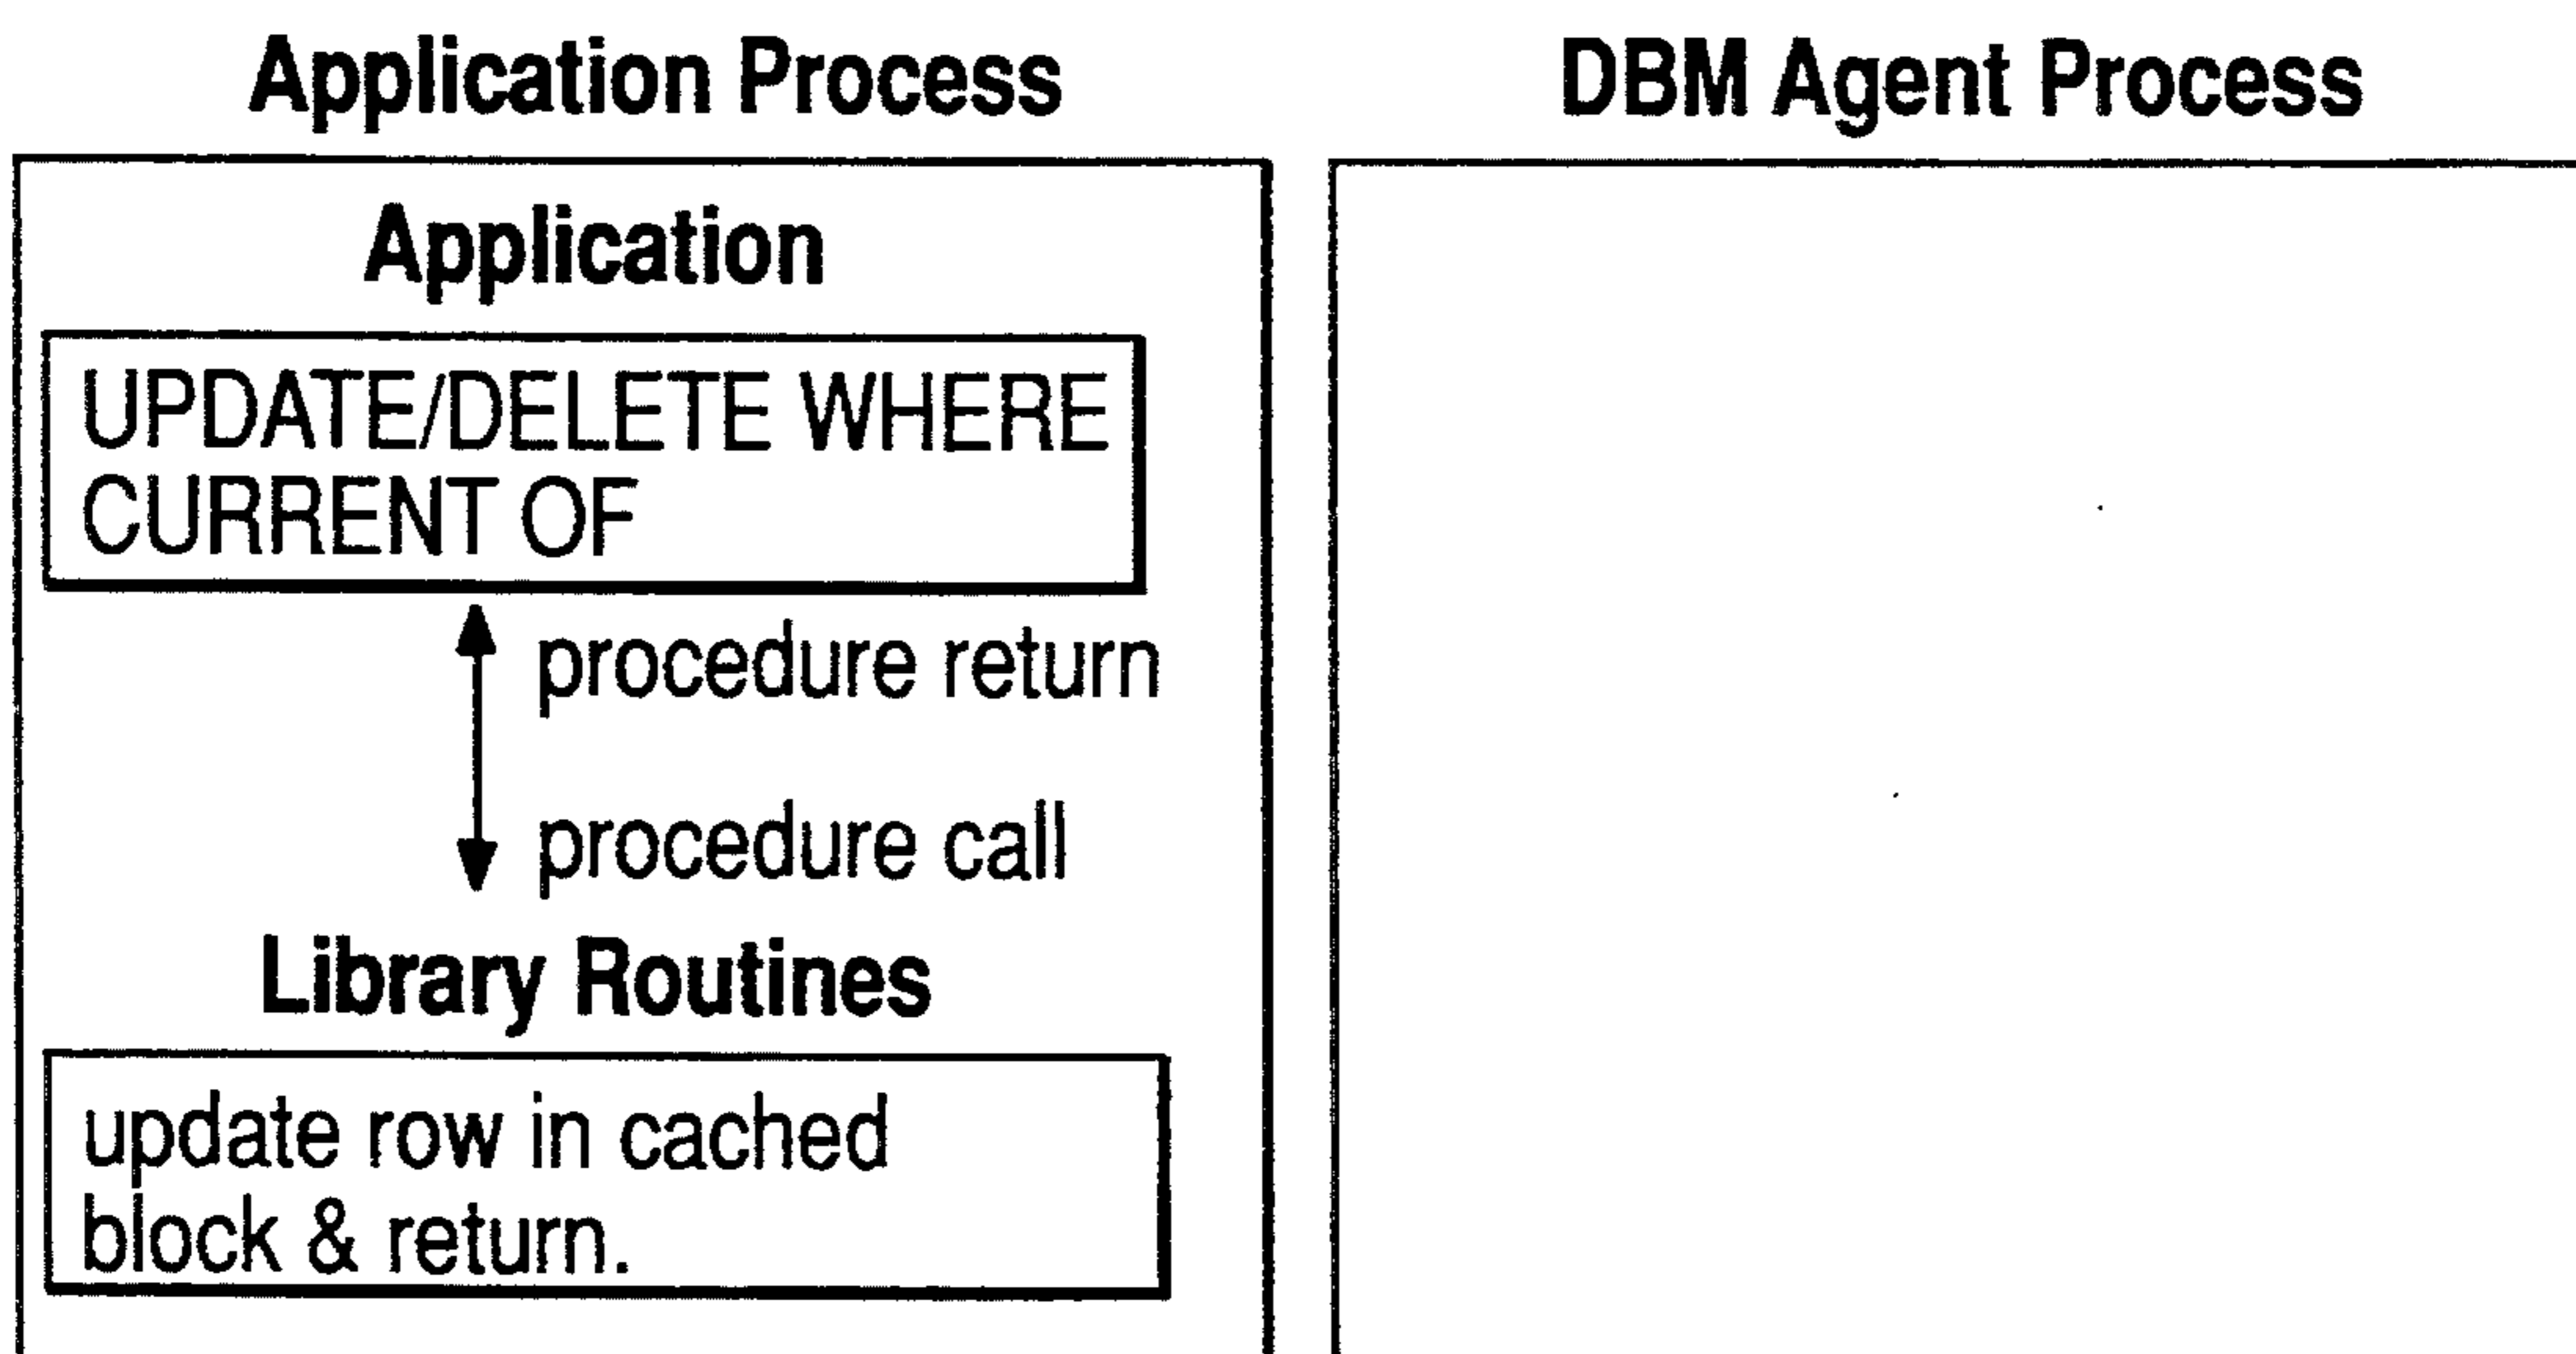 Application Process
DBM Agent Process
Application
UPDATE/DELETE WHERE
CURRENT OF
procedure return
procedure call
Library Routines
update row in cached
block & return.